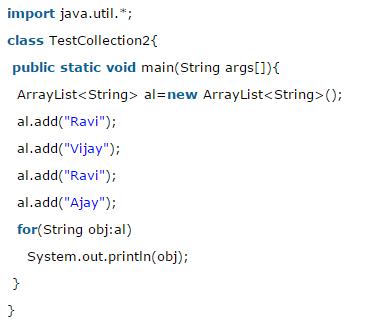 import java.util.*;
class TestCollection2{
 public static void main(String args[]){
  ArrayList<String> al=new ArrayList<String>();
  al.add("Ravi");
  al.add("Vijay");
  al.add("Ravi");
  al.add("Ajay");
  for(String obj:al)
    System.out.println(obj);
 }
}